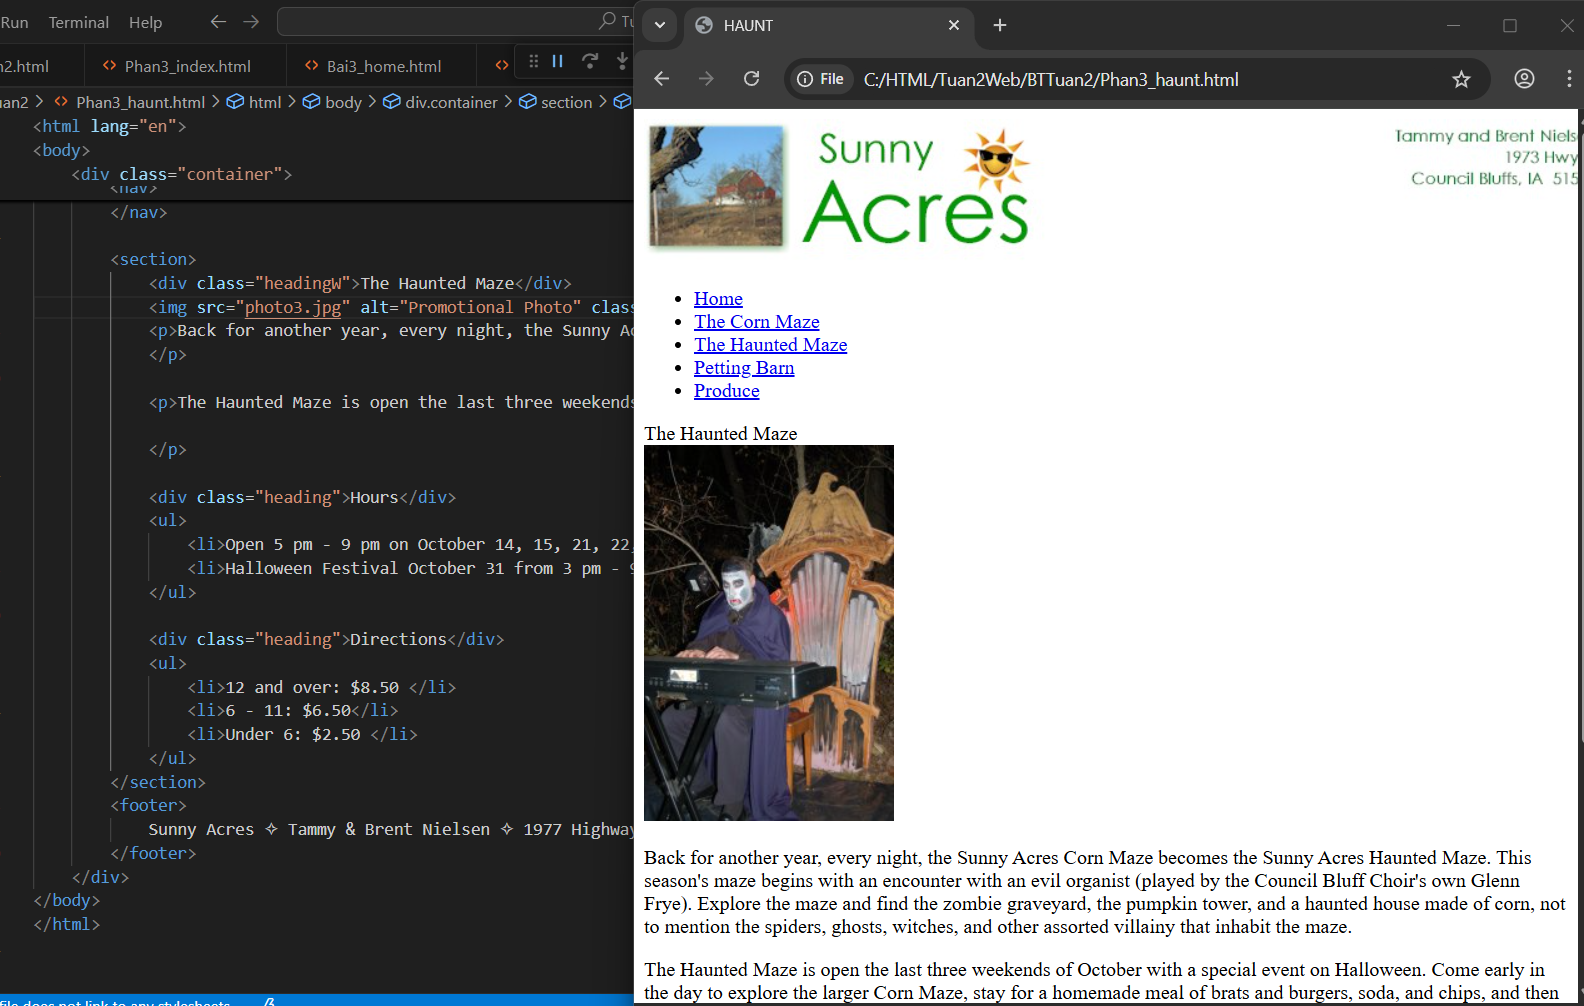 Run Terminal Help
n2.html Phan3_index.html Bai3_home.html
Phan3_haunt.html > html > body > div.container > section >
<html lang="en">
<body>
<div class="container">
<nav>
</nav>
<section>
<div class="headingW">The Haunted Maze</div>
<img src="photo3.jpg" alt="Promotional Photo" clas
<p>Back for another year, every night, the Sunny Ac
</p>
<p>The Haunted Maze is open the last three weekends
</p>
<div class="heading">Hours</div>
<ul>
<li>Open 5 pm - 9 pm on October 14, 15, 21, 22,
<li>Halloween Festival October 31 from 3 pm - 9
</ul>
<div class="heading">Directions</div>
<ul>
<li>12 and over: $8.50 </li>
<li>6 - 11: $6.50</li>
<li>Under 6: $2.50 </li>
</ul>
</section>
<footer>
Sunny Acres ✧ Tammy & Brent Nielsen ✧ 1977 Highway
</footer>
</div>
</body>
</html>
file does not link to any stylesheets
HAUNT
File C:/HTML/Tuan2Web/BTTuan2/Phan3_haunt.html
Sunny
Acres
Tammy and Brent Niels
1973 Hwy
Council Bluffs, IA 515
• Home
• The Corn Maze
• The Haunted Maze
• Petting Barn
• Produce
The Haunted Maze
Back for another year, every night, the Sunny Acres Corn Maze becomes the Sunny Acres Haunted Maze. This
season's maze begins with an encounter with an evil organist (played by the Council Bluff Choir's own Glenn
Frye). Explore the maze and find the zombie graveyard, the pumpkin tower, and a haunted house made of corn, not
to mention the spiders, ghosts, witches, and other assorted villainy that inhabit the maze.
The Haunted Maze is open the last three weekends of October with a special event on Halloween. Come early in
the day to explore the larger Corn Maze, stay for a homemade meal of brats and burgers, soda, and chips, and then